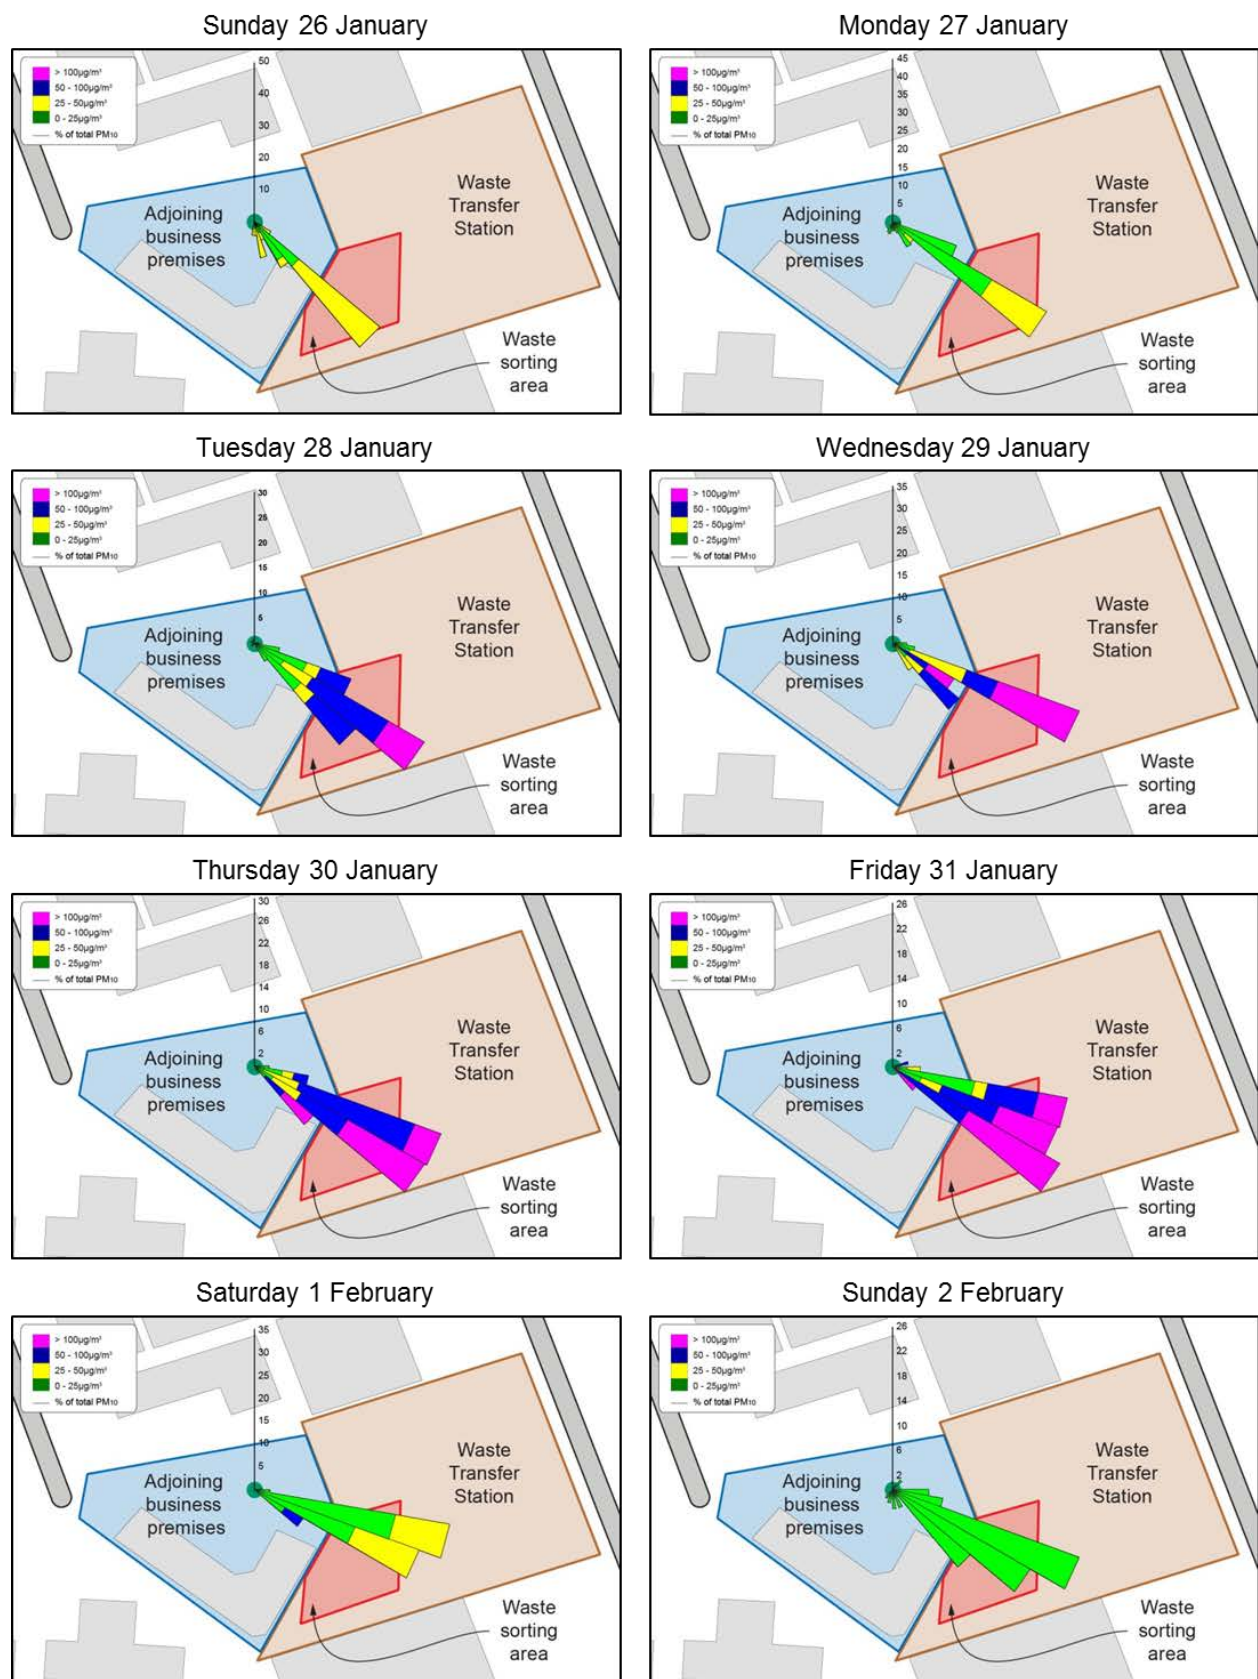 Sunday 26 January
> 100µg/m³
50 - 100µg/m³
25 - 50µg/m³
0 - 25µg/m³
% of total PM10
50
40
30
20
10
Adjoining
business
premises
Waste
Transfer
Station
Waste
sorting
area
Monday 27 January
> 100µg/m³
50 - 100µg/m³
25 - 50µg/m³
0 - 25µg/m³
% of total PM10
45
40
35
30
25
20
15
10
5
Adjoining
business
premises
Waste
Transfer
Station
Waste
sorting
area
Tuesday 28 January
> 100µg/m³
50 - 100µg/m³
25 - 50µg/m³
0 - 25µg/m³
% of total PM10
30
25
20
15
10
5
Adjoining
business
premises
Waste
Transfer
Station
Waste
sorting
area
Wednesday 29 January
> 100µg/m³
50 - 100µg/m³
25 - 50µg/m³
0 - 25µg/m³
% of total PM10
35
30
25
20
15
10
5
Adjoining
business
premises
Waste
Transfer
Station
Waste
sorting
area
Thursday 30 January
> 100µg/m³
50 - 100µg/m³
25 - 50µg/m³
0 - 25µg/m³
% of total PM10
30
26
22
18
14
10
6
2
Adjoining
business
premises
Waste
Transfer
Station
Waste
sorting
area
Friday 31 January
> 100µg/m³
50 - 100µg/m³
25 - 50µg/m³
0 - 25µg/m³
% of total PM10
26
22
18
14
10
6
2
Adjoining
business
premises
Waste
Transfer
Station
Waste
sorting
area
Saturday 1 February
> 100µg/m³
50 - 100µg/m³
25 - 50µg/m³
0 - 25µg/m³
% of total PM10
35
30
25
20
15
10
5
Adjoining
business
premises
Waste
Transfer
Station
Waste
sorting
area
Sunday 2 February
> 100µg/m³
50 - 100µg/m³
25 - 50µg/m³
0 - 25µg/m³
% of total PM10
26
22
18
14
10
6
2
Adjoining
business
premises
Waste
Transfer
Station
Waste
sorting
area